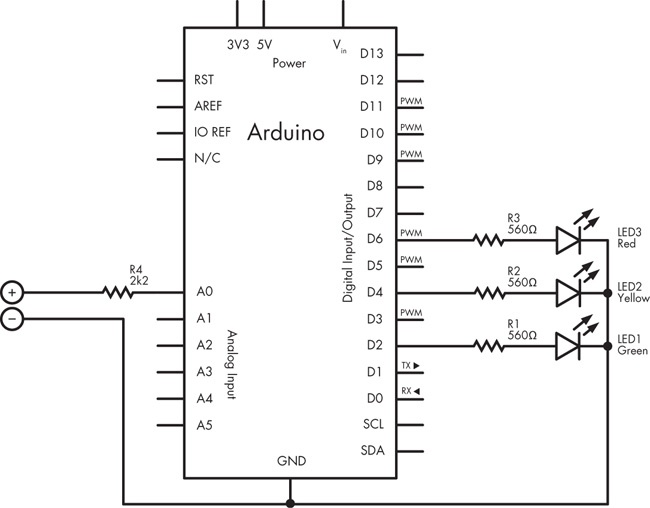 3V3 5V Vin
Power
Arduino
RST
AREF
IO REF
N/C
D13
D12
D11 PWM
D10 PWM
D9 PWM
D8
D7
D6 PWM
D5 PWM
D4
D3 PWM
D2
D1 TX ▶
D0 RX ◀
SCL
SDA
Digital Input/Output
R3
560Ω
LED3
Red
R2
560Ω
LED2
Yellow
R1
560Ω
LED1
Green
+
−
R4
2k2
A0
A1
A2
A3
A4
A5
Analog Input
GND